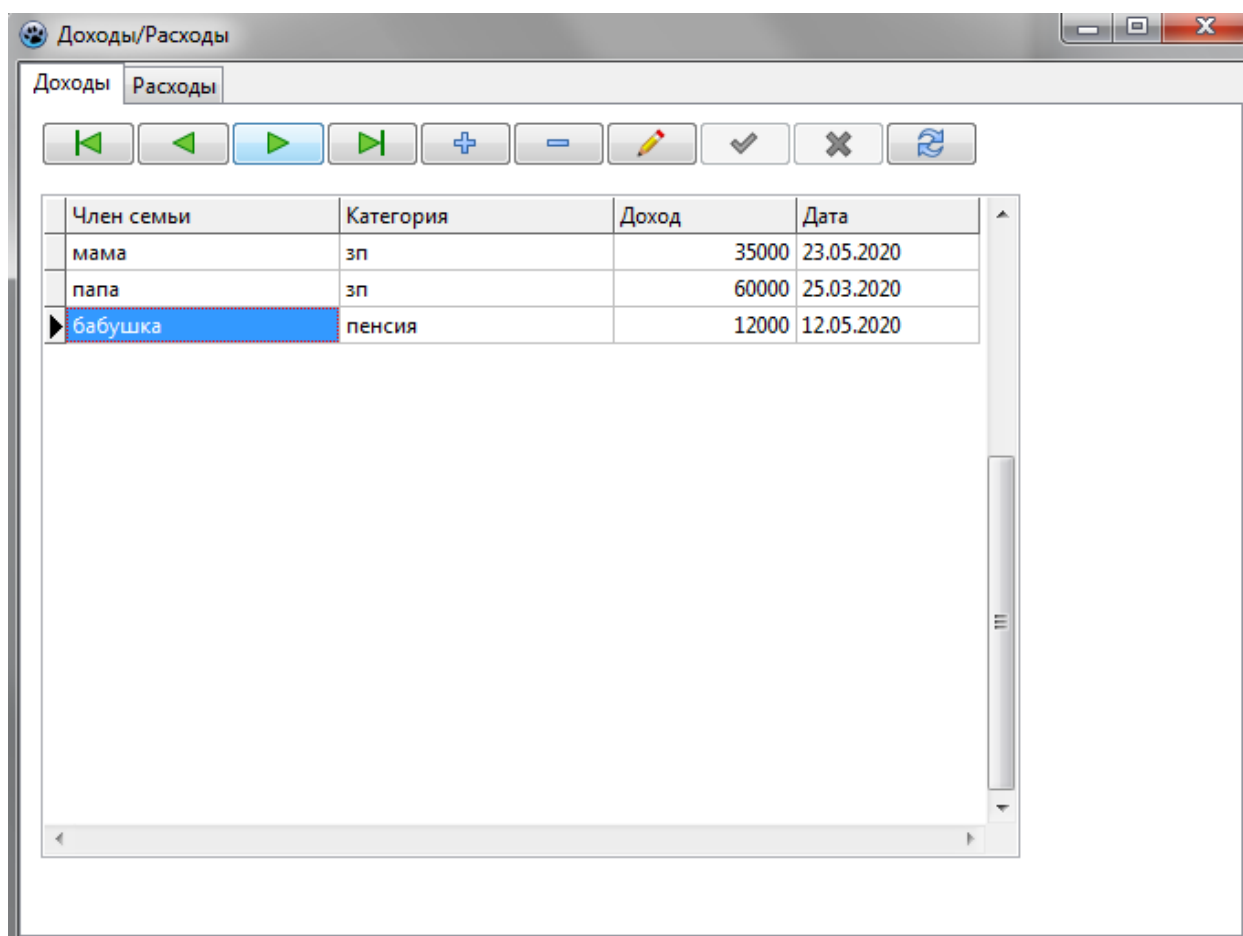 Доходы/Расходы
Доходы Расходы
Член семьи Категория Доход Дата
мама зп 35000 23.05.2020
папа зп 60000 25.03.2020
бабушка пенсия 12000 12.05.2020